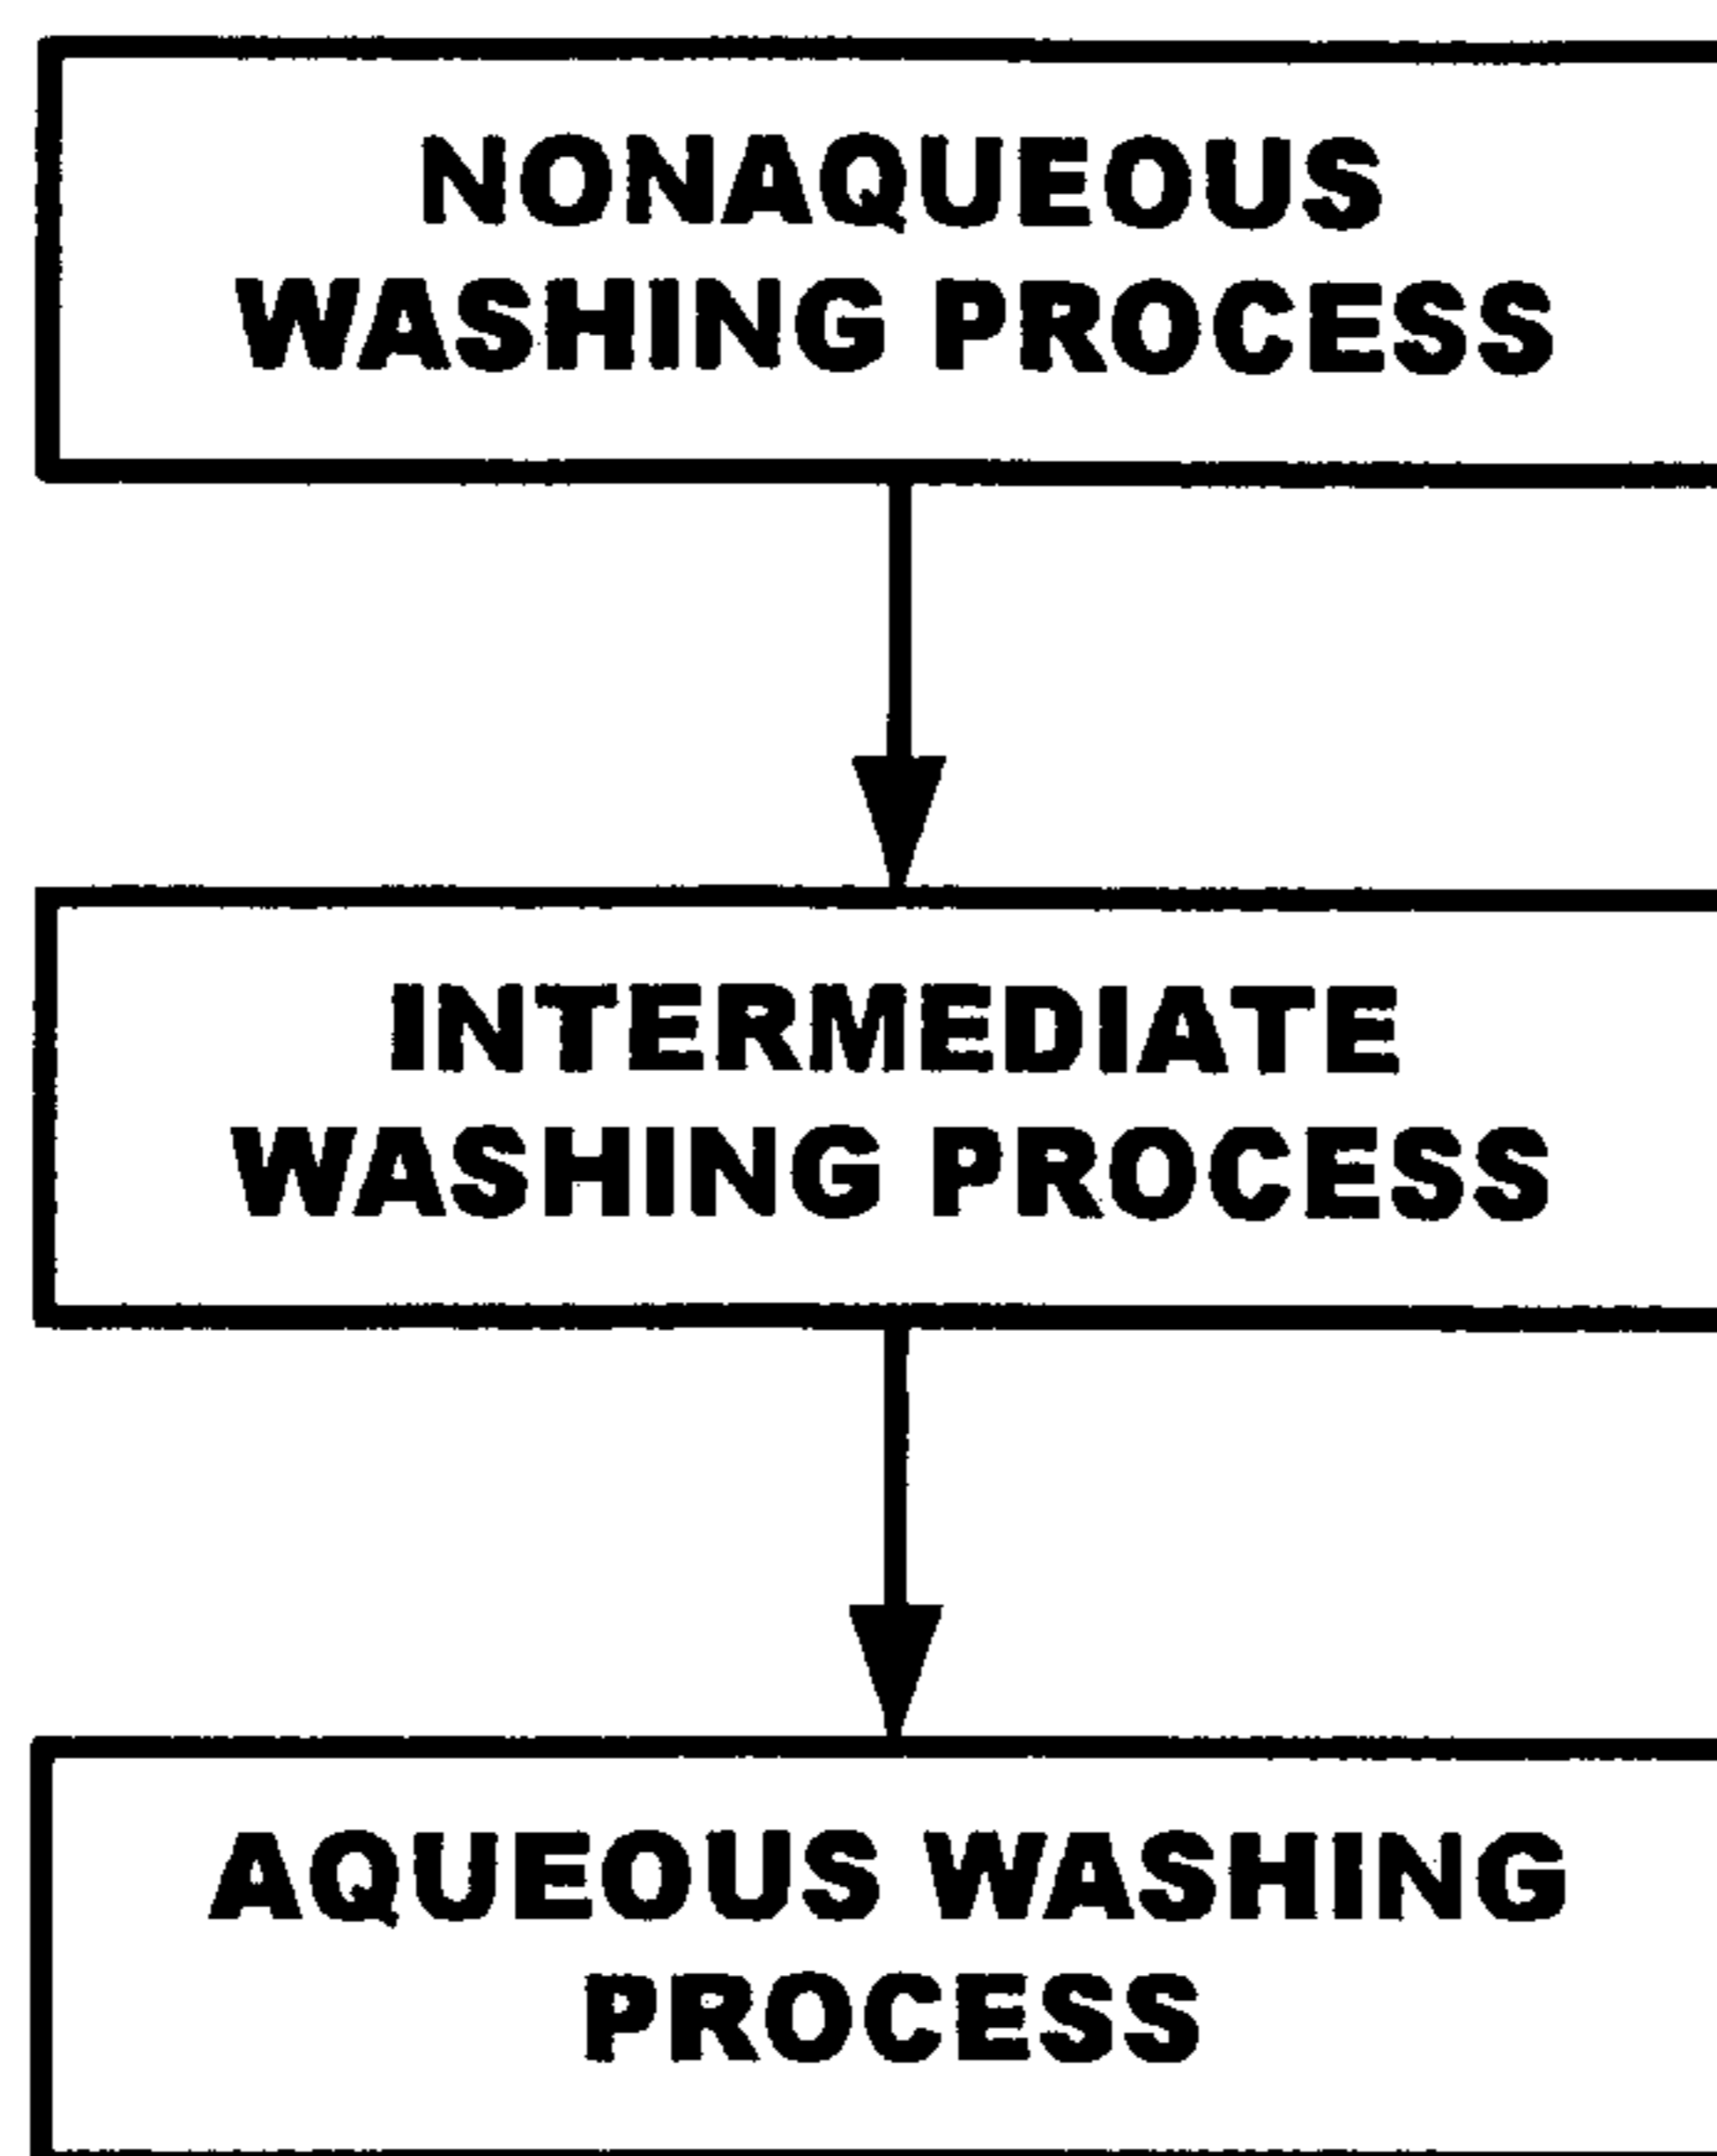 NONAQUEOUS
WASHING PROCESS
INTERMEDIATE
WASHING PROCESS
AQUEOUS WASHING
PROCESS